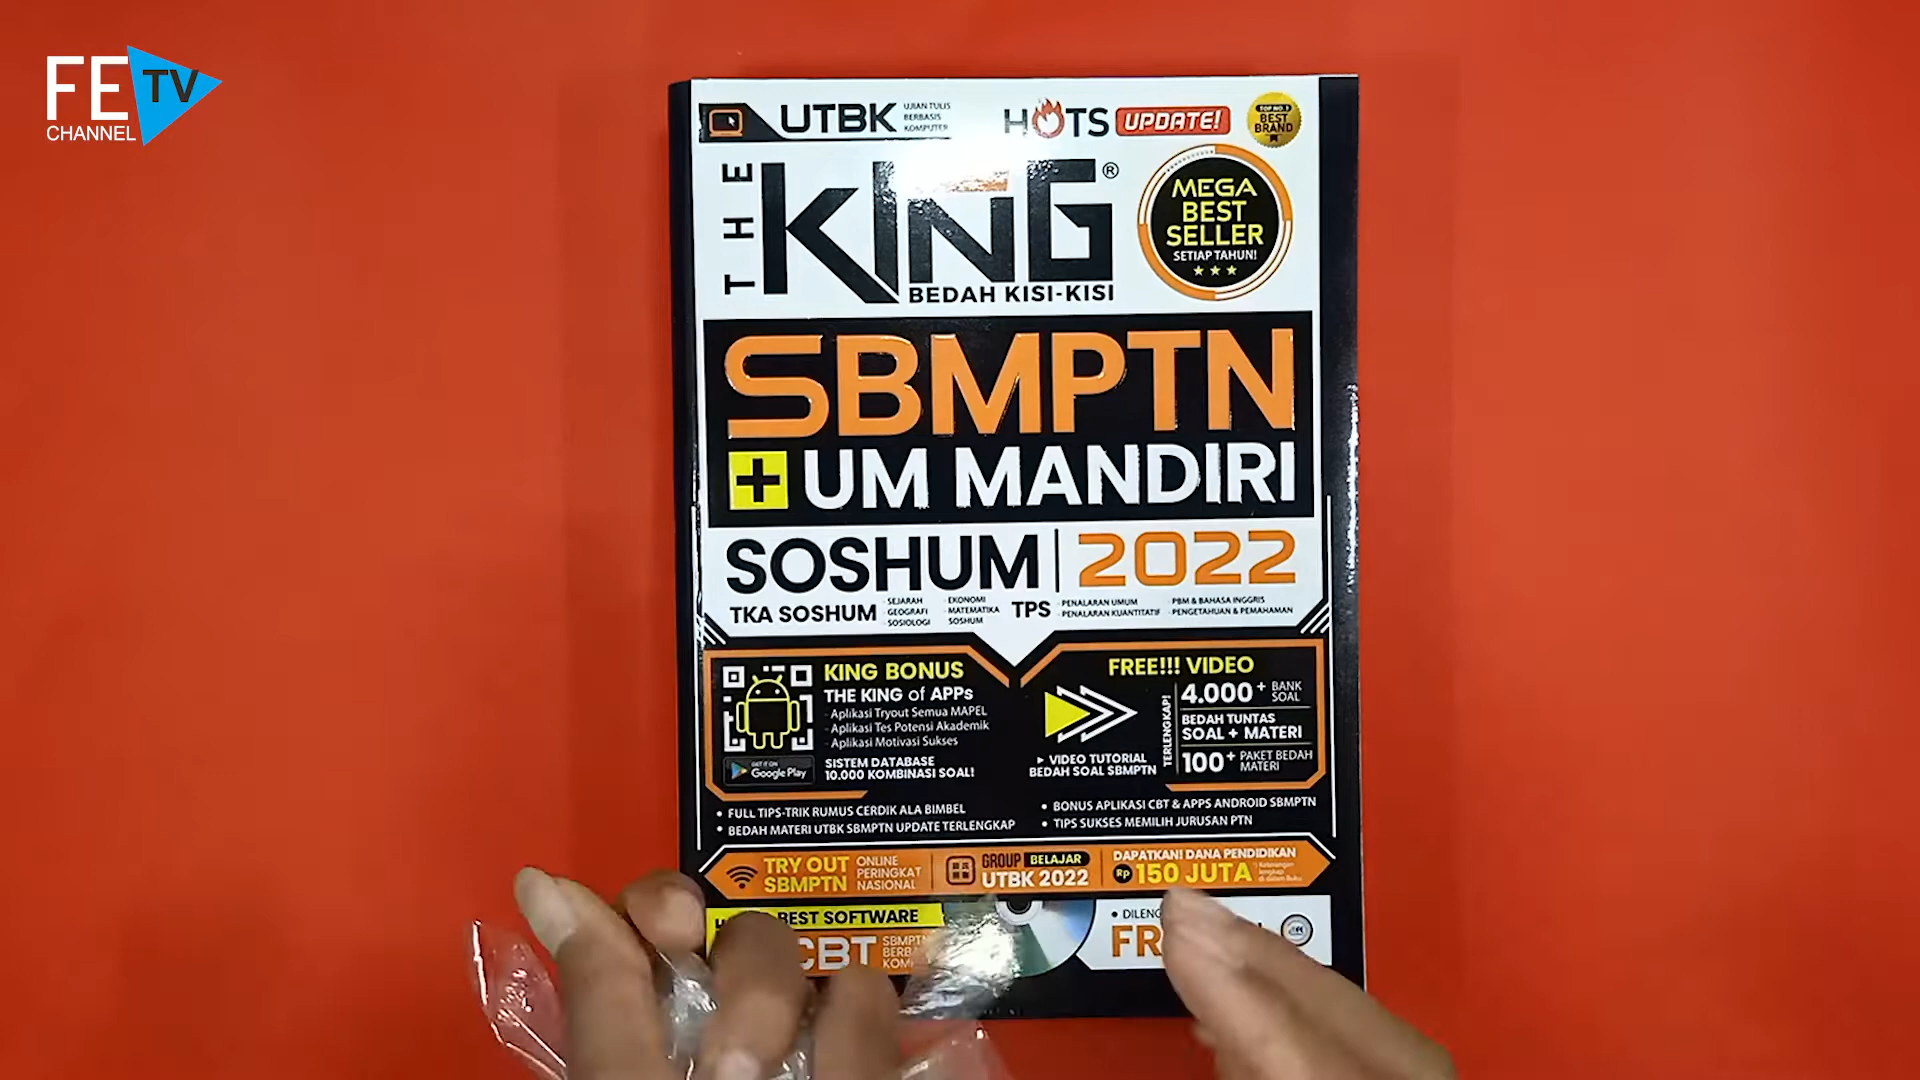 FE TV
CHANNEL
UTBK
UJIAN TULIS
BERBASIS
KOMPUTER
HOTS UPDATE!
TOP NO. 1
BEST
BRAND
THE KING®
BEDAH KISI-KISI
MEGA
BEST
SELLER
SETIAP TAHUN!
SBMPTN
+ UM MANDIRI
SOSHUM | 2022
TKA SOSHUM
- SEJARAH
- GEOGRAFI
- SOSIOLOGI
- EKONOMI
- MATEMATIKA
SOSHUM
TPS
- PENALARAN UMUM
- PENALARAN KUANTITATIF
- PBM & BAHASA INGGRIS
- PENGETAHUAN & PEMAHAMAN
KING BONUS
THE KING of APPs
- Aplikasi Tryout Semua MAPEL
- Aplikasi Tes Potensi Akademik
- Aplikasi Motivasi Sukses
GET IT ON
Google Play
SISTEM DATABASE
10.000 KOMBINASI SOAL!
FREE!!! VIDEO
VIDEO TUTORIAL
BEDAH SOAL SBMPTN
TERLENGKAP!
4.000+ BANK
SOAL
BEDAH TUNTAS
SOAL + MATERI
100+ PAKET BEDAH
MATERI
• FULL TIPS-TRIK RUMUS CERDIK ALA BIMBEL
• BEDAH MATERI UTBK SBMPTN UPDATE TERLENGKAP
• BONUS APLIKASI CBT & APPS ANDROID SBMPTN
• TIPS SUKSES MEMILIH JURUSAN PTN
TRY OUT
SBMPTN
ONLINE
PERINGKAT
NASIONAL
GROUP BELAJAR
UTBK 2022
DAPATKAN! DANA PENDIDIKAN
Rp 150 JUTA
BEST SOFTWARE
CBT